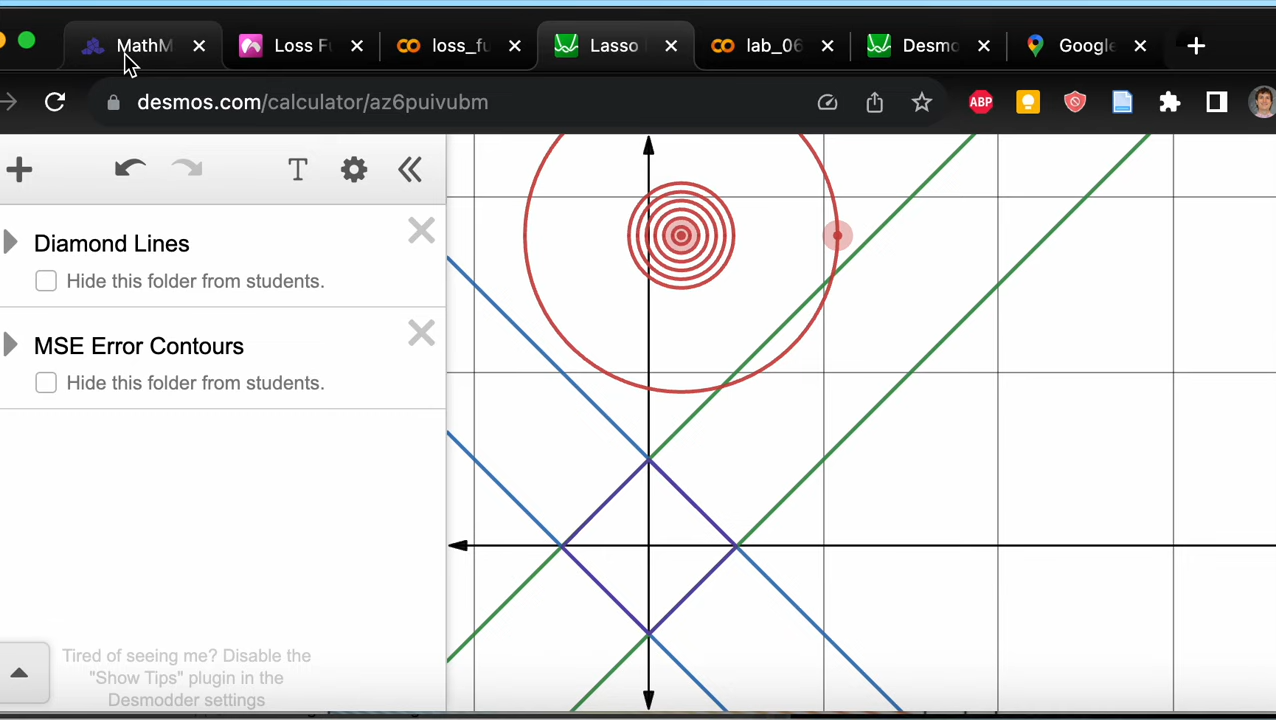 MathM
Loss Fu
loss_fu
Lasso
lab_06
Desmo
Google
desmos.com/calculator/az6puivubm
ABP
T
Diamond Lines
Hide this folder from students.
MSE Error Contours
Hide this folder from students.
Tired of seeing me? Disable the
"Show Tips" plugin in the
Desmodder settings